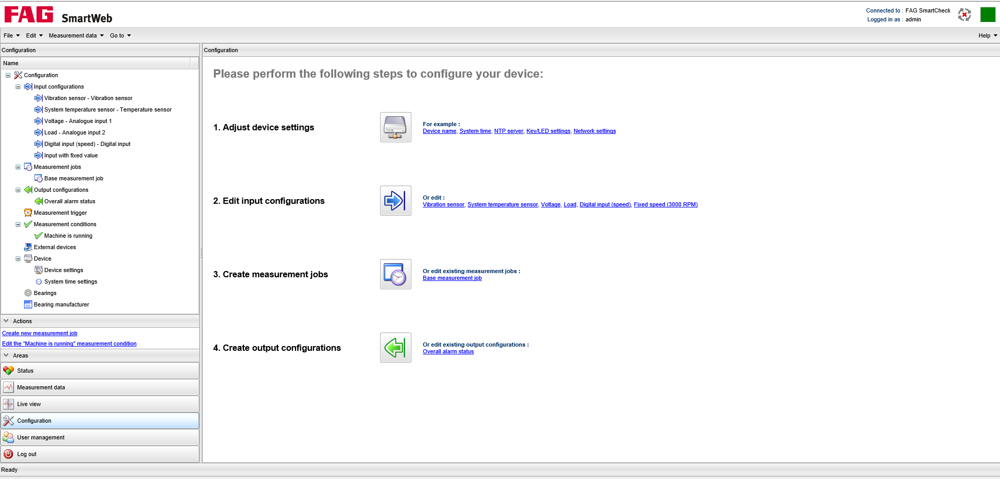 FAG SmartWeb
Connected to : FAG SmartCheck
Logged in as : admin
File Edit Measurement data Go to Help
Configuration
Name
Configuration
Input configurations
Vibration sensor - Vibration sensor
System temperature sensor - Temperature sensor
Voltage - Analogue input 1
Load - Analogue input 2
Digital input (speed) - Digital input
Input with fixed value
Measurement jobs
Base measurement job
Output configurations
Overall alarm status
Measurement trigger
Measurement conditions
Machine is running
External devices
Device
Device settings
System time settings
Bearings
Bearing manufacturer
Actions
Create new measurement job
Edit the "Machine is running" measurement condition
Areas
Status
Measurement data
Live view
Configuration
User management
Log out
Configuration
Please perform the following steps to configure your device:
1. Adjust device settings
For example :
Device name, System time, NTP server, Key/LED settings, Network settings
2. Edit input configurations
Or edit :
Vibration sensor, System temperature sensor, Voltage, Load, Digital input (speed), Fixed speed (3000 RPM)
3. Create measurement jobs
Or edit existing measurement jobs :
Base measurement job
4. Create output configurations
Or edit existing output configurations :
Overall alarm status
Ready